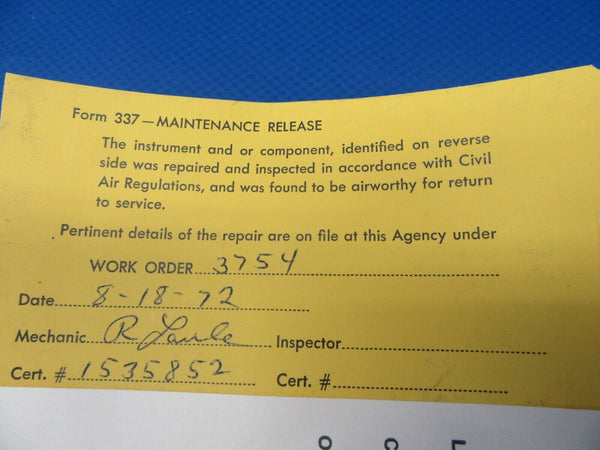 Form 337—MAINTENANCE RELEASE
The instrument and or component, identified on reverse
side was repaired and inspected in accordance with Civil
Air Regulations, and was found to be airworthy for return
to service.
Pertinent details of the repair are on file at this Agency under
WORK ORDER 3754
Date 8-18-72
Mechanic R Inspector
Cert. # 1535852 Cert. #